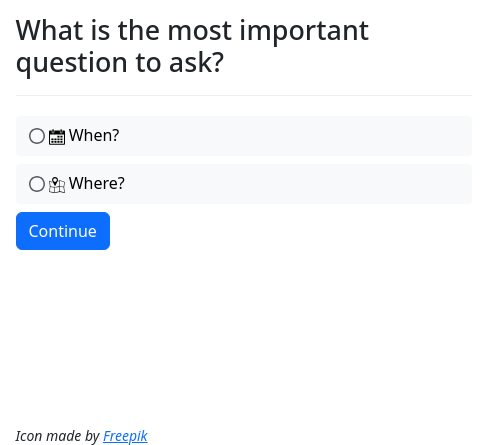 What is the most important
question to ask?
When?
Where?
Continue
Icon made by Freepik